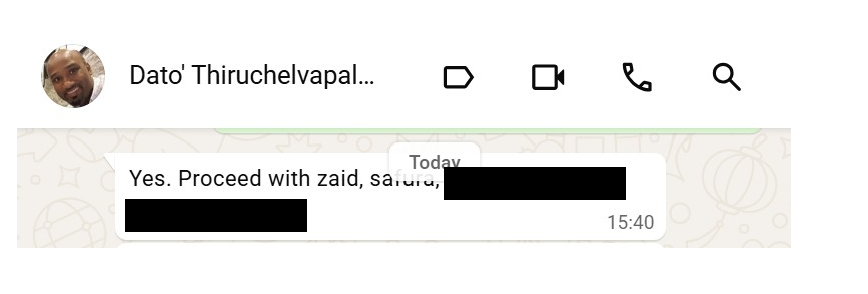 Dato' Thiruchelvapal...
Today
Yes. Proceed with zaid, safura,
15:40